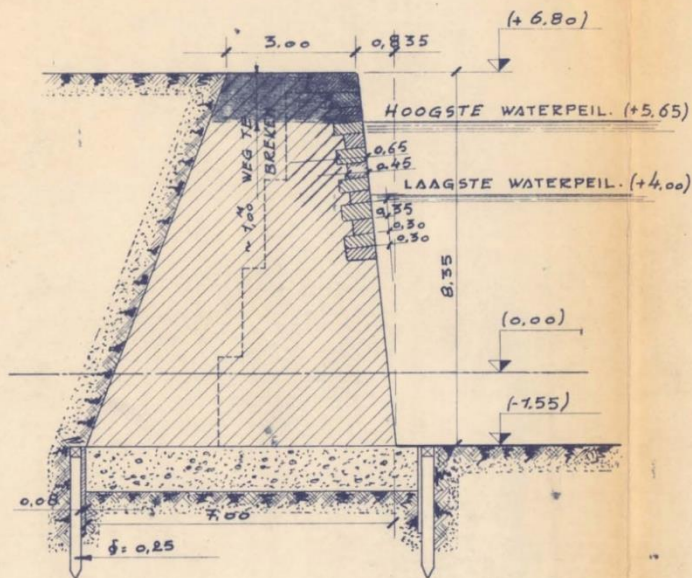 (+ 6.80)
3.00
0,835
HOOGSTE WATERPEIL. (+5,65)
0,65
0.45
WEG TE
BREKEN
~ 1,00 M
LAAGSTE WATERPEIL. (+4.00)
0,35
0,30
0,30
8.35
(0,00)
(-1.55)
7,00
∮= 0,25